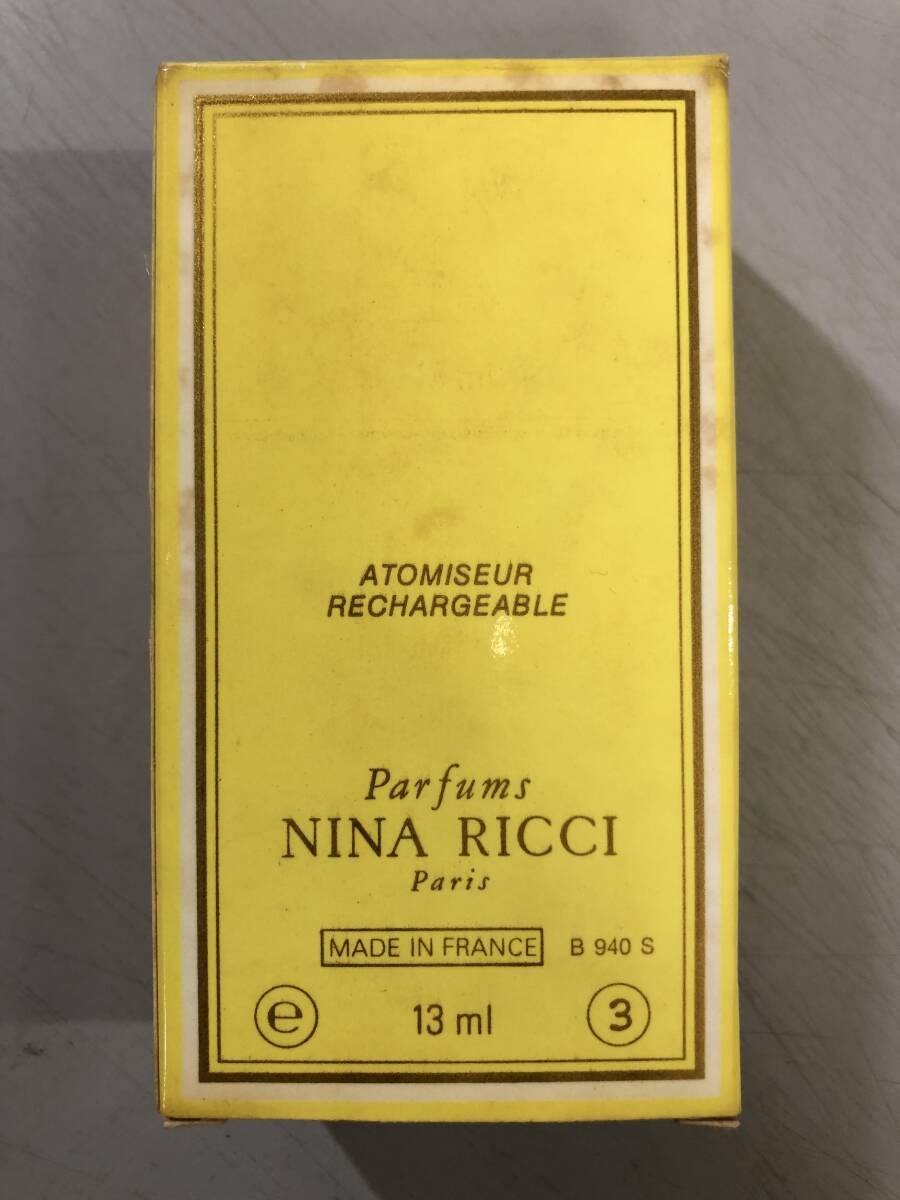 ATOMISEUR
RECHARGEABLE
Parfums
NINA RICCI
Paris
MADE IN FRANCE B 940 S
e 13 ml 3